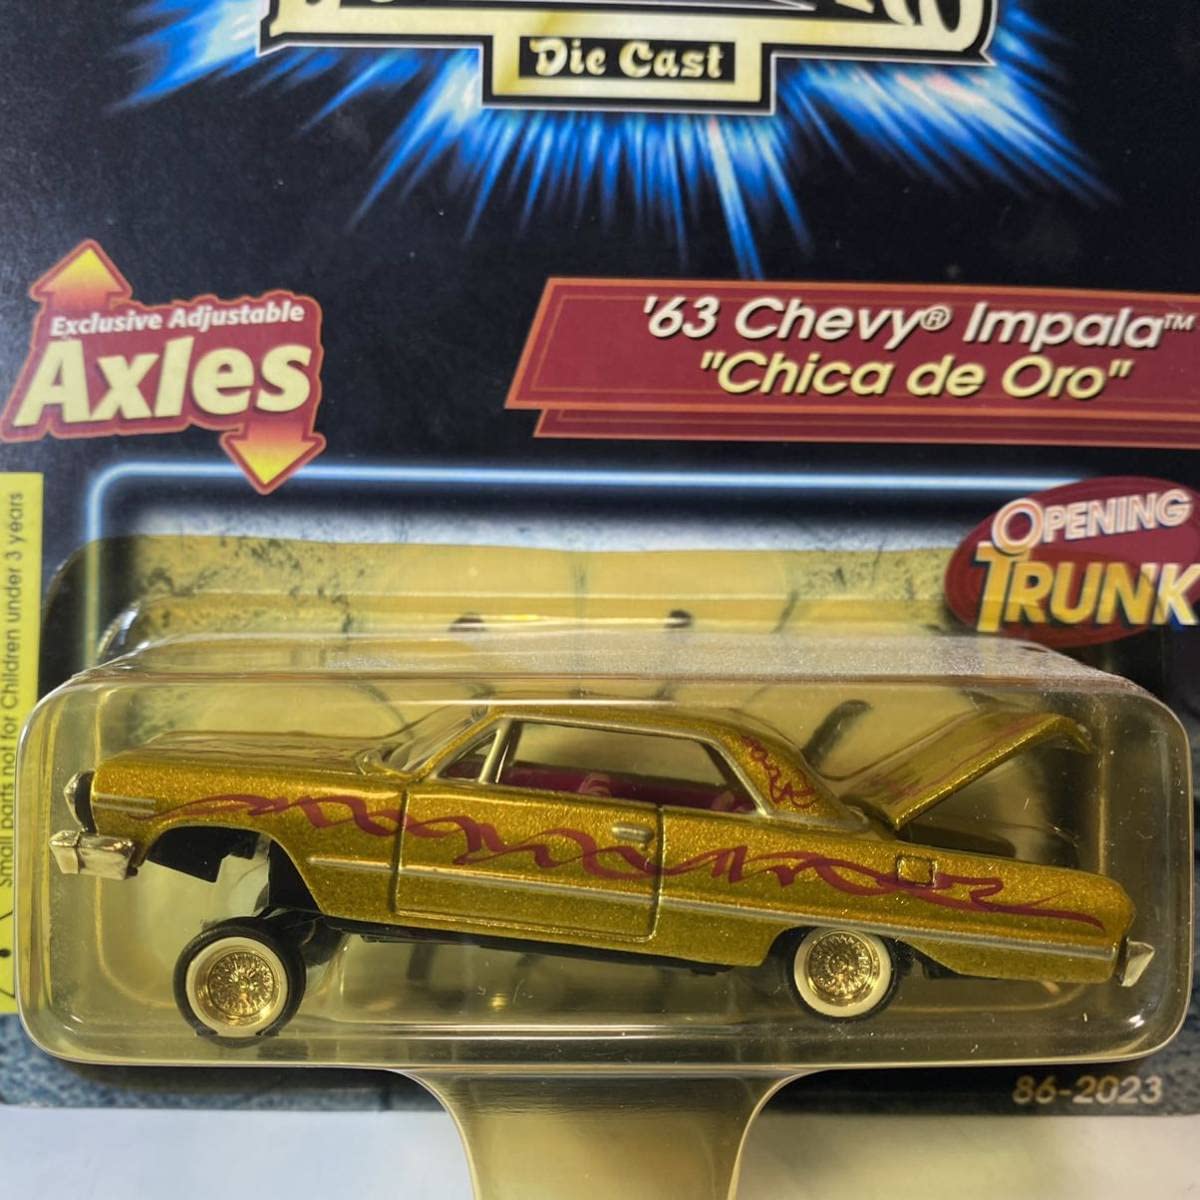 Die Cast
Exclusive Adjustable
Axles
'63 Chevy® Impala™
"Chica de Oro"
OPENING
TRUNK
Small parts not for Children under 3 years
86-2023